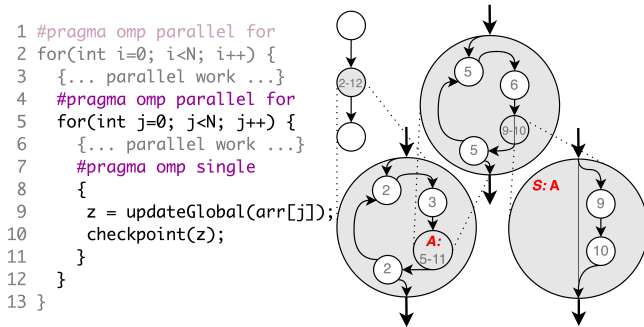 1 #pragma omp parallel for
2 for(int i=0; i<N; i++) {
3 {... parallel work ...}
4 #pragma omp parallel for
5 for(int j=0; j<N; j++) {
6 {... parallel work ...}
7 #pragma omp single
8 {
9 z = updateGlobal(arr[j]);
10 checkpoint(z);
11 }
12 }
13 }
2-12
2
3
A:
5-11
2
5
6
9-10
5
S: A
9
10